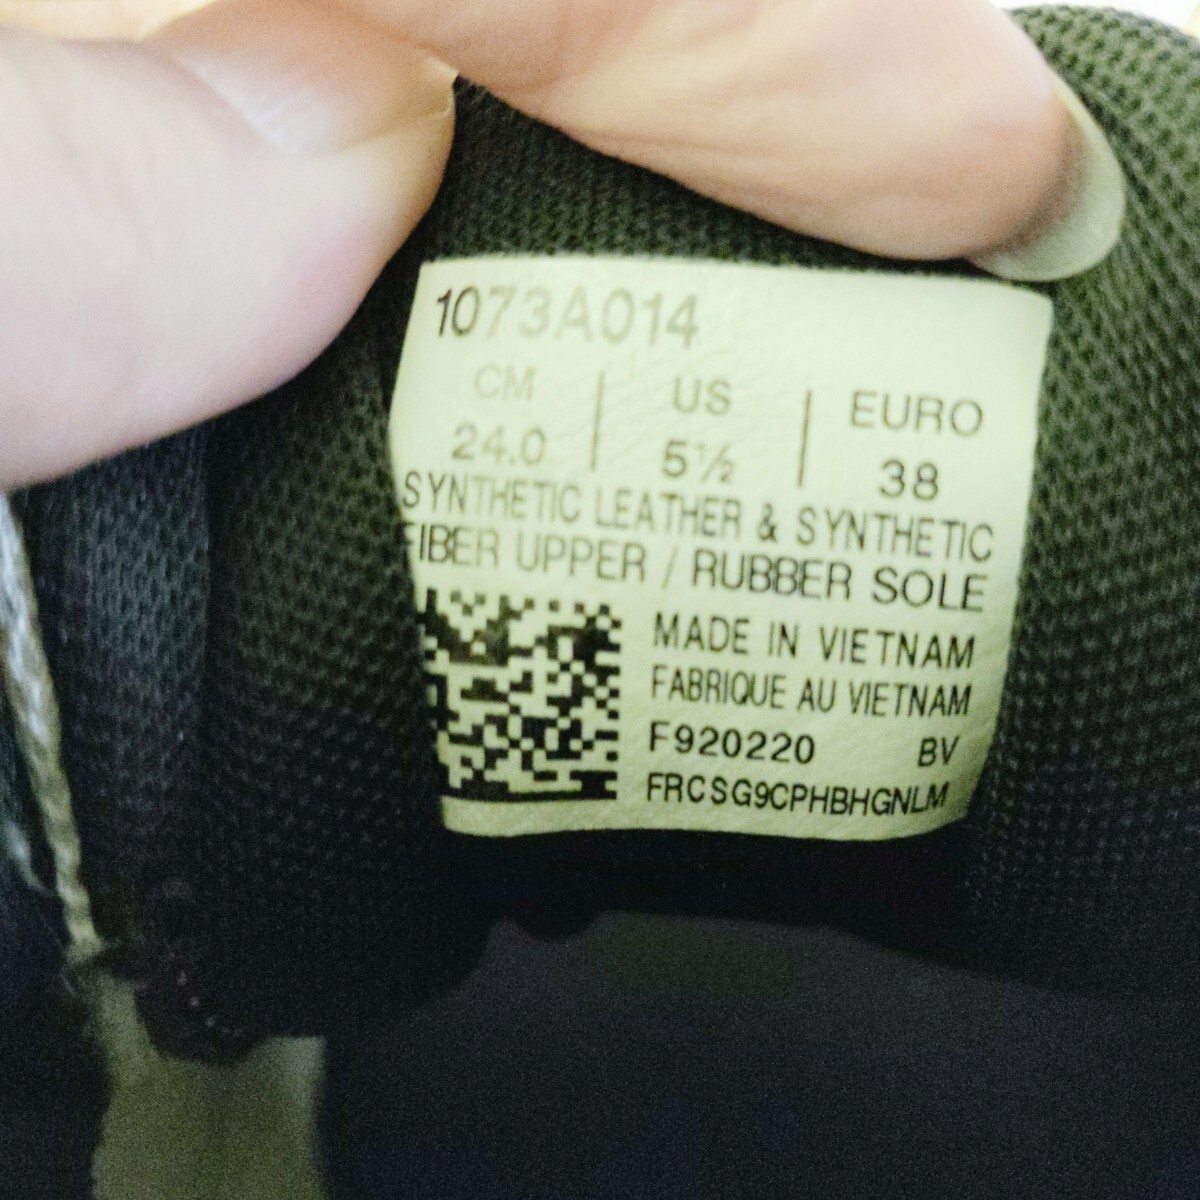 1073A014
CM | US | EURO
24.0 | 5½ | 38
SYNTHETIC LEATHER & SYNTHETIC
FIBER UPPER / RUBBER SOLE
MADE IN VIETNAM
FABRIQUE AU VIETNAM
F920220 BV
FRCSG9CPHBHGNLM